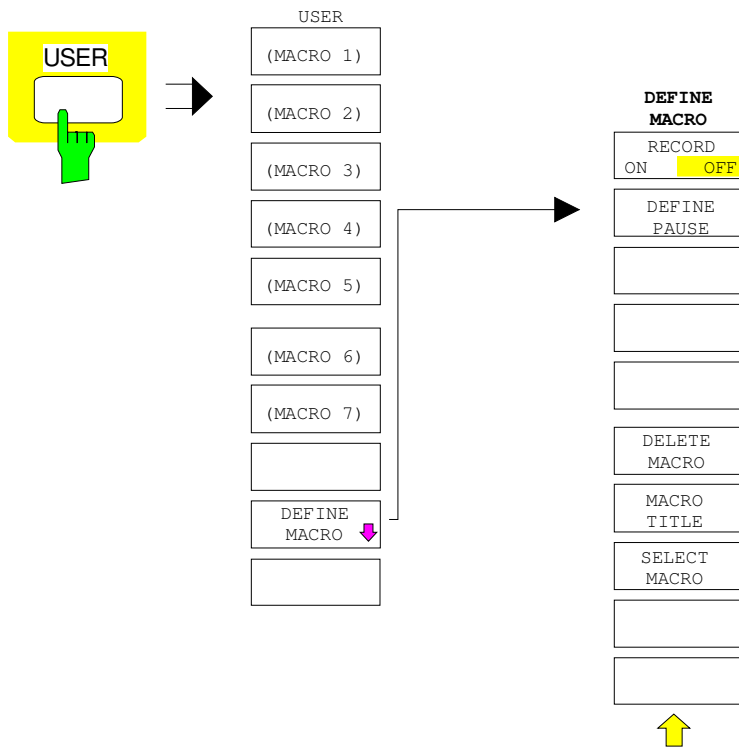 USER
USER
(MACRO 1)
(MACRO 2)
(MACRO 3)
(MACRO 4)
(MACRO 5)
(MACRO 6)
(MACRO 7)
DEFINE
MACRO
DEFINE
MACRO
RECORD
ON OFF
DEFINE
PAUSE
DELETE
MACRO
MACRO
TITLE
SELECT
MACRO